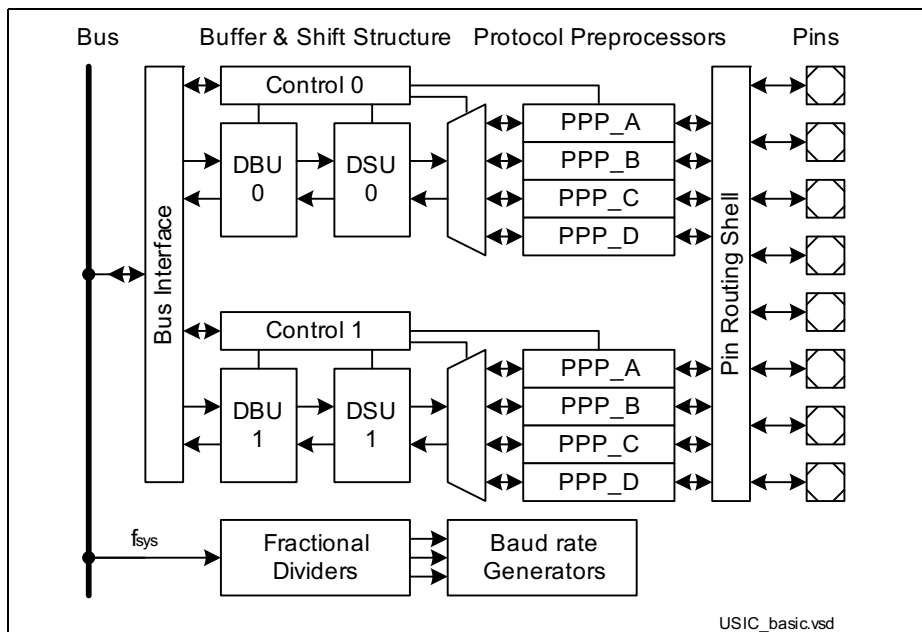 Bus Buffer & Shift Structure Protocol Preprocessors Pins
Control 0
DBU
0
DSU
0
PPP_A
PPP_B
PPP_C
PPP_D
Bus Interface
Pin Routing Shell
Control 1
DBU
1
DSU
1
PPP_A
PPP_B
PPP_C
PPP_D
fsys
Fractional
Dividers
Baud rate
Generators
USIC_basic.vsd